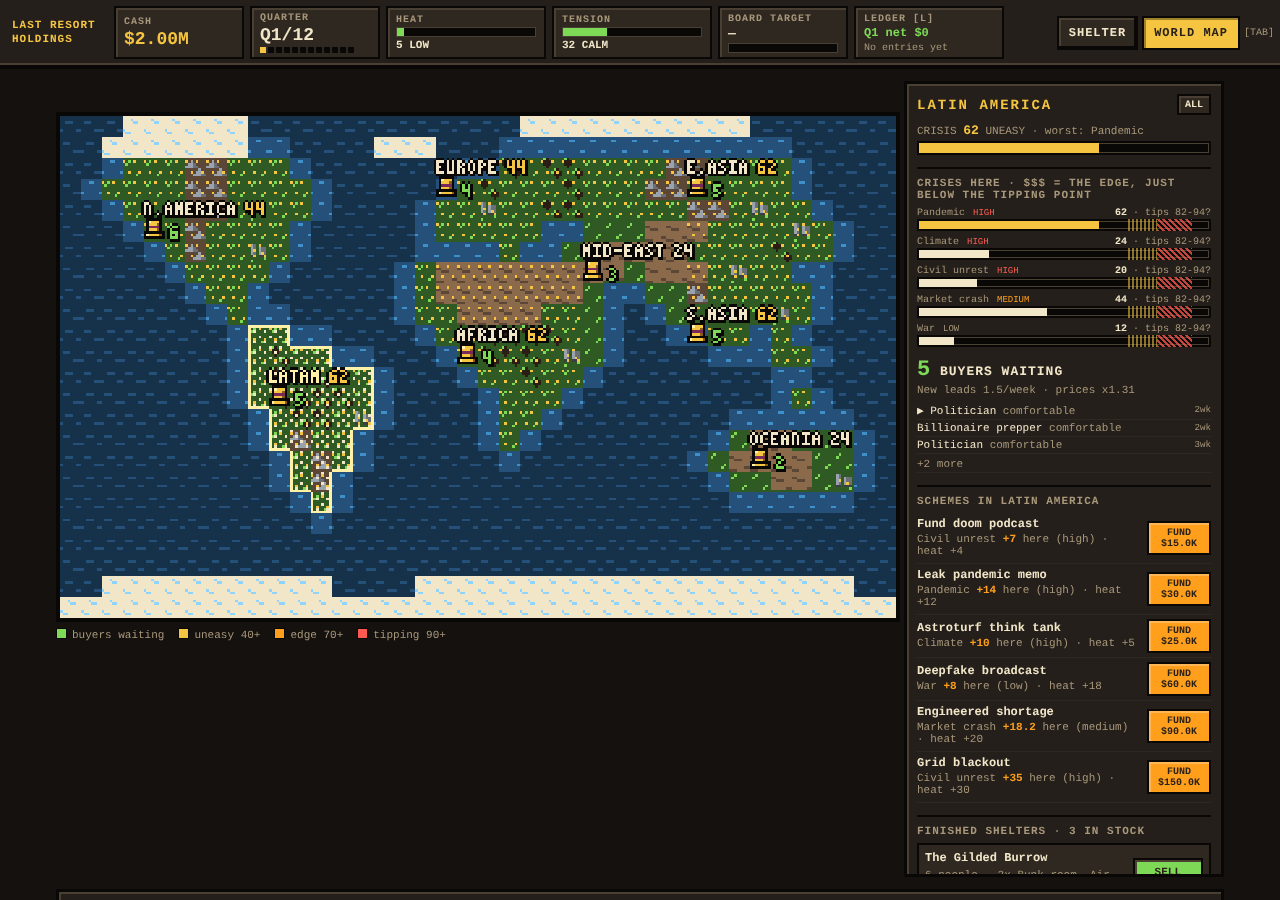 LAST RESORT
HOLDINGS
CASH
$2.00M
QUARTER
Q1/12
HEAT
5 LOW
TENSION
32 CALM
BOARD TARGET
—
LEDGER [L]
Q1 net $0
No entries yet
SHELTER
WORLD MAP
[TAB]
N.AMERICA 44
6
EUROPE 44
4
E.ASIA 62
5
MID-EAST 24
3
S.ASIA 62
5
AFRICA 62
4
LATAM 62
5
OCEANIA 24
2
buyers waiting
uneasy 40+
edge 70+
tipping 90+
LATIN AMERICA
ALL
CRISIS 62 UNEASY · worst: Pandemic
CRISES HERE · $$$ = THE EDGE, JUST
BELOW THE TIPPING POINT
Pandemic HIGH 62 · tips 82-94?
Climate HIGH 24 · tips 82-94?
Civil unrest HIGH 20 · tips 82-94?
Market crash MEDIUM 44 · tips 82-94?
War LOW 12 · tips 82-94?
5 BUYERS WAITING
New leads 1.5/week · prices x1.31
▶ Politician comfortable 2wk
Billionaire prepper comfortable 2wk
Politician comfortable 3wk
+2 more
SCHEMES IN LATIN AMERICA
Fund doom podcast
Civil unrest +7 here (high) ·
heat +4
FUND
$15.0K
Leak pandemic memo
Pandemic +14 here (high) · heat
+12
FUND
$30.0K
Astroturf think tank
Climate +10 here (high) · heat +5
FUND
$25.0K
Deepfake broadcast
War +8 here (low) · heat +18
FUND
$60.0K
Engineered shortage
Market crash +18.2 here (medium)
· heat +20
FUND
$90.0K
Grid blackout
Civil unrest +35 here (high) ·
heat +30
FUND
$150.0K
FINISHED SHELTERS · 3 IN STOCK
The Gilded Burrow
6 people · 2x Bunk room, Air
SELL